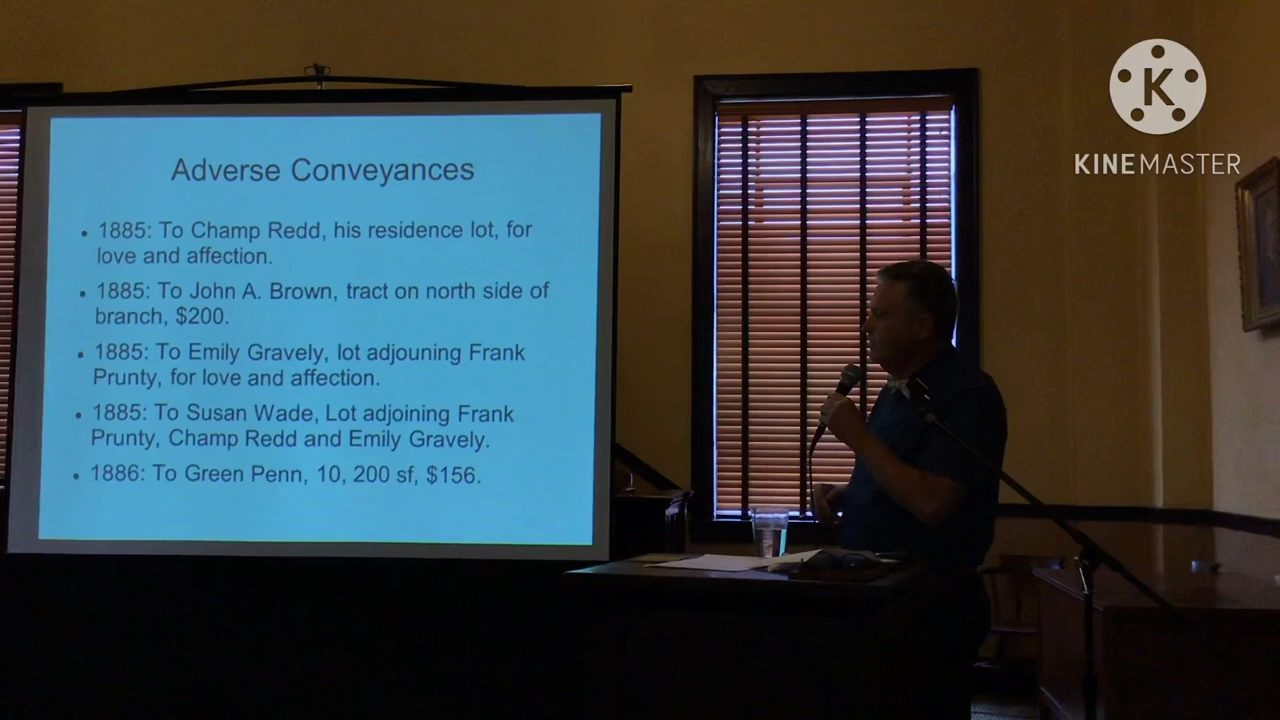 Adverse Conveyances
• 1885: To Champ Redd, his residence lot, for
love and affection.
• 1885: To John A. Brown, tract on north side of
branch, $200.
• 1885: To Emily Gravely, lot adjouning Frank
Prunty, for love and affection.
• 1885: To Susan Wade, Lot adjoining Frank
Prunty, Champ Redd and Emily Gravely.
• 1886: To Green Penn, 10, 200 sf, $156.
K
KINEMASTER